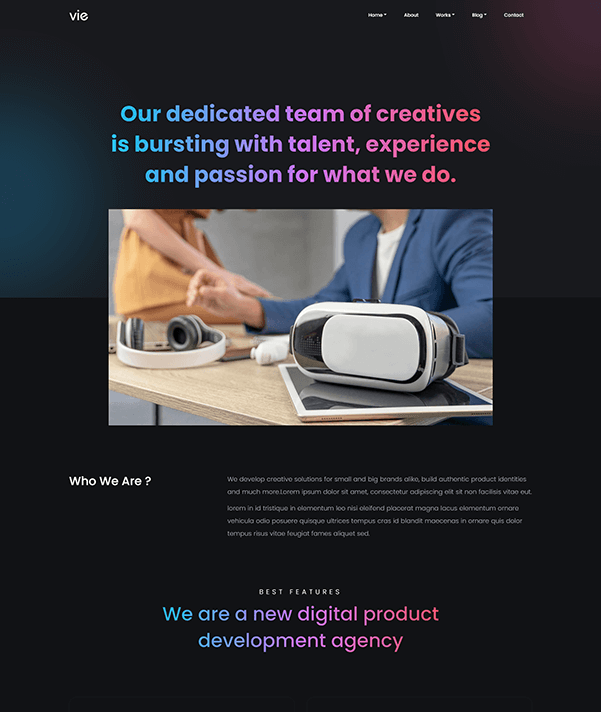 vie
Home
About
Works
Blog
Contact
Our dedicated team of creatives
is bursting with talent, experience
and passion for what we do.
Who We Are ?
We develop creative solutions for small and big brands alike, build authentic product identities
and much more.Lorem ipsum dolor sit amet, consectetur adipiscing elit sit non facilisis vitae eut.
lorem in id tristique in elementum leo nisi eleifend placerat magna lacus elementum ornare
vehicula odio posuere quisque ultrices tempus cras id blandit maecenas in ornare quis dolor
tempus risus vitae feugiat fames aliquet sed.
BEST FEATURES
We are a new digital product
development agency